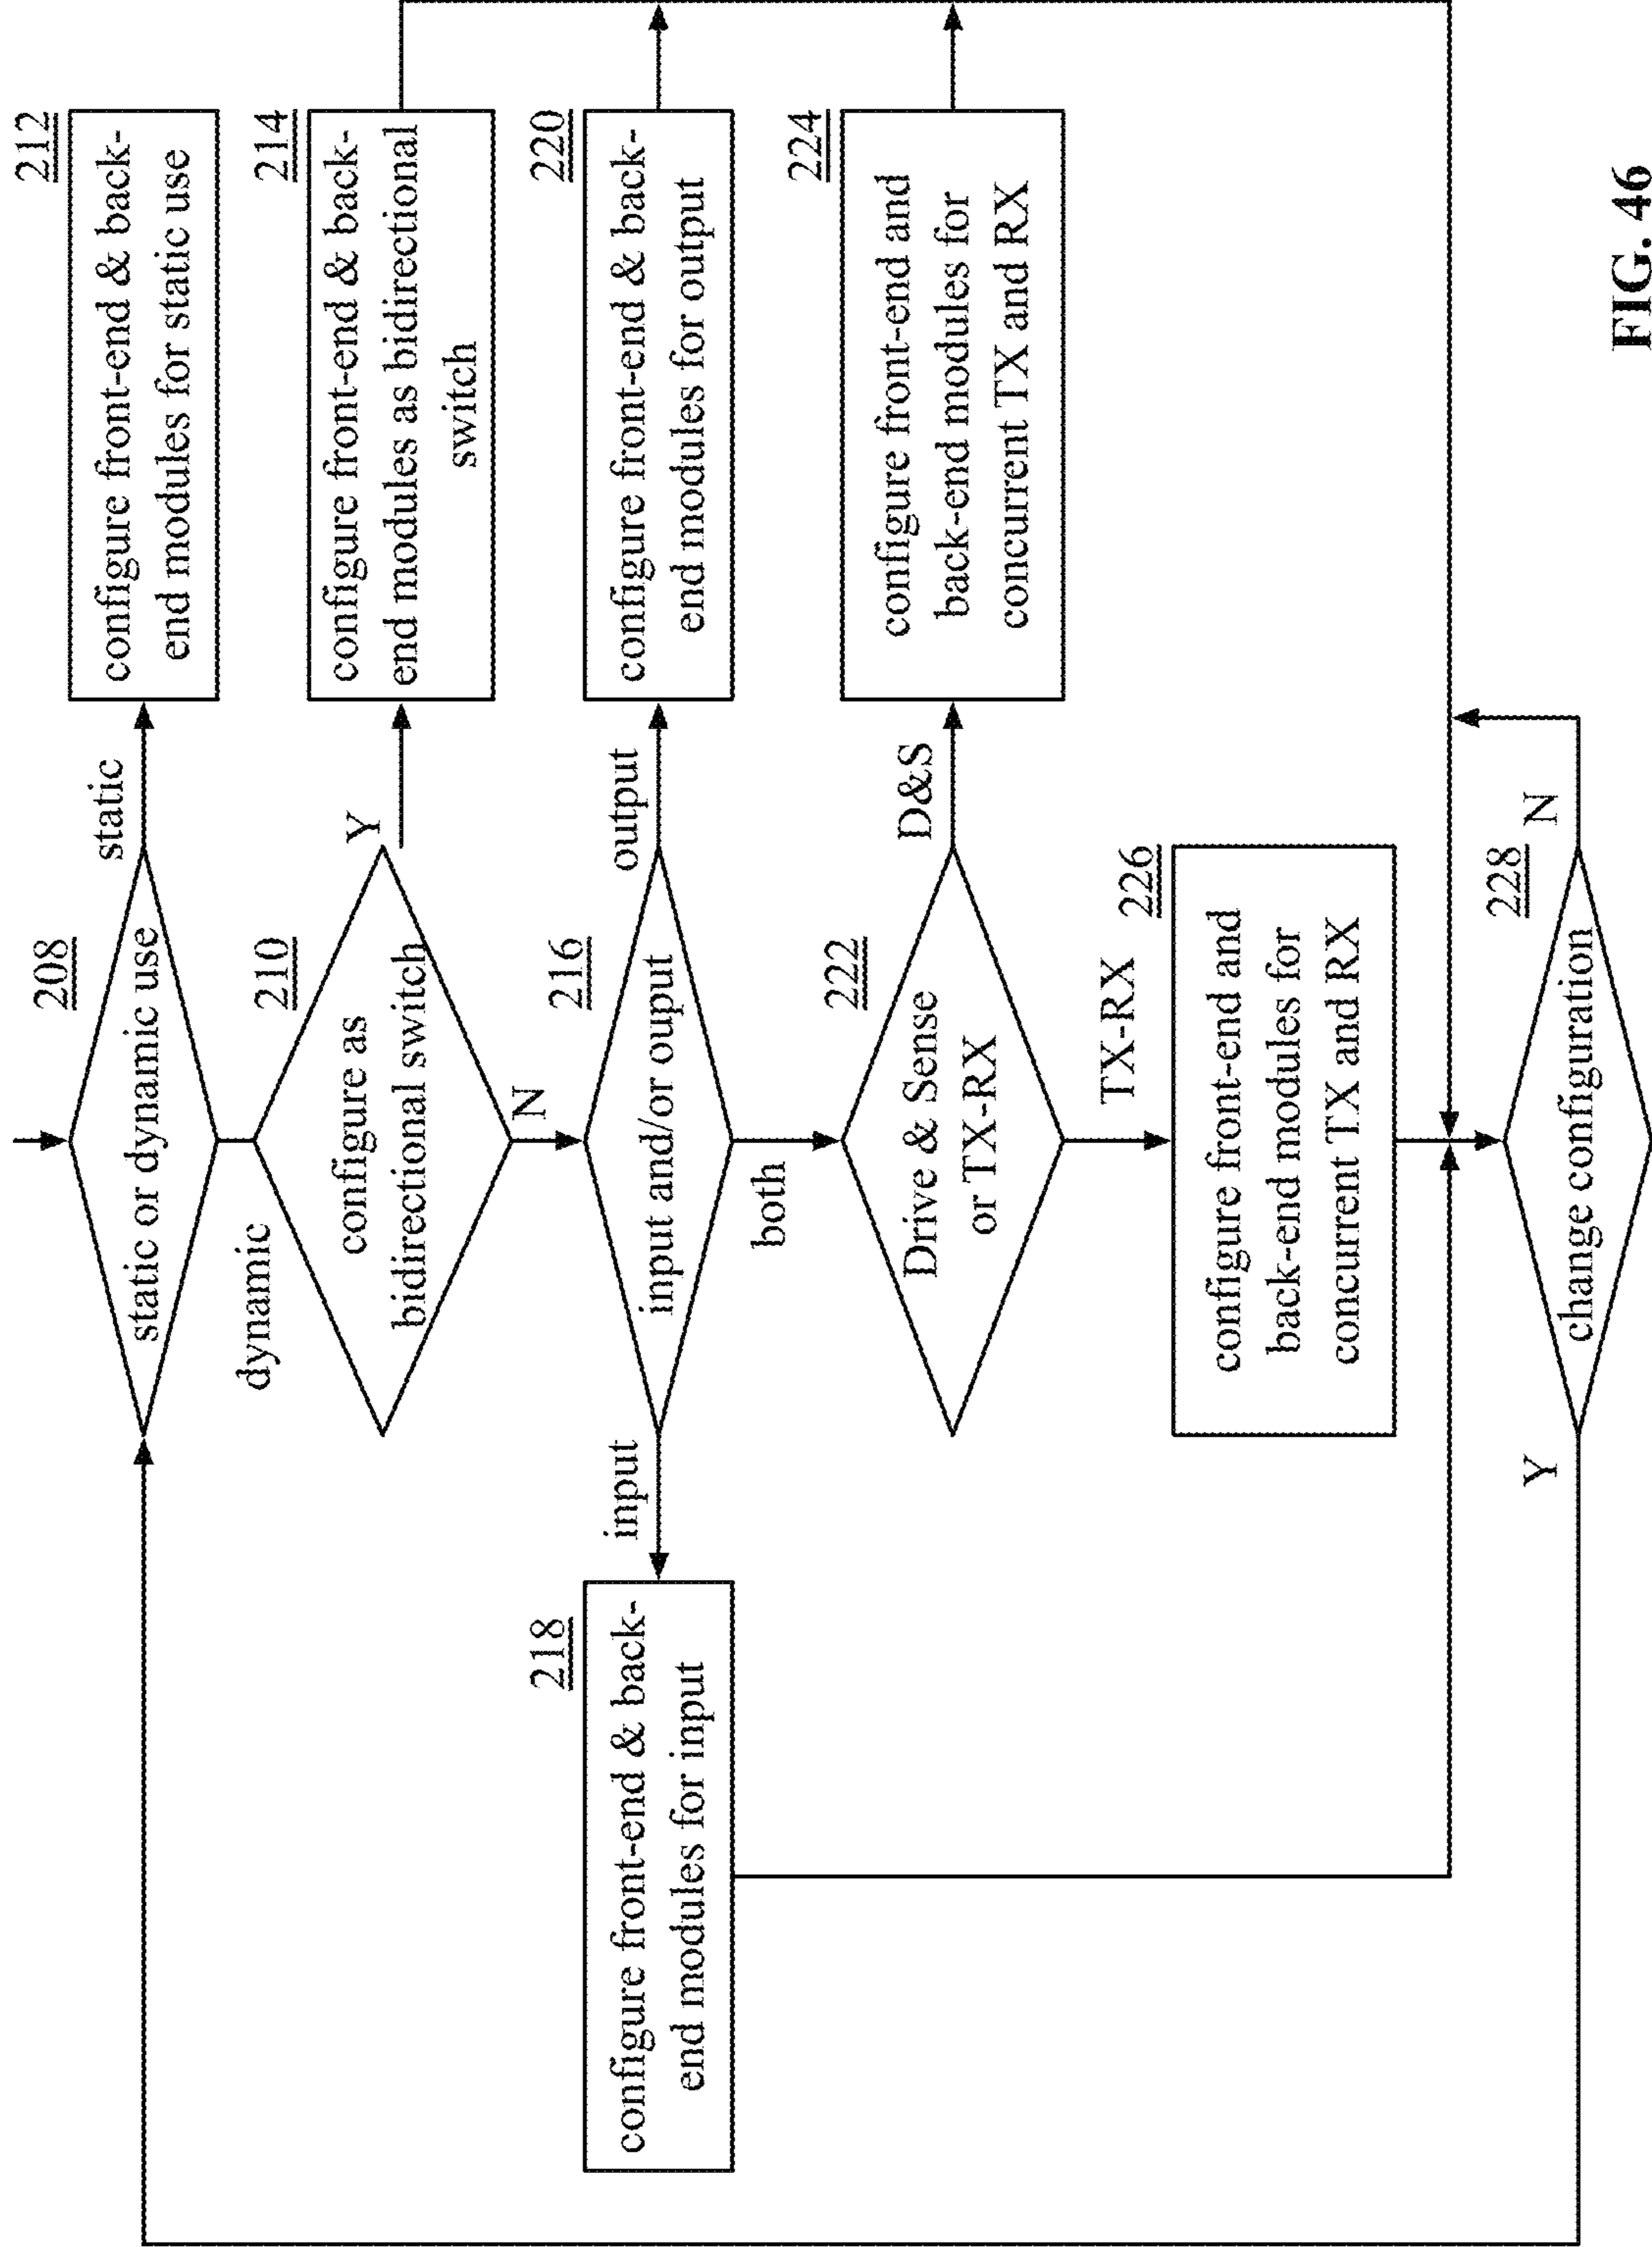 208
static or dynamic use
static
212
configure front-end & back-
end modules for static use
dynamic
210
configure as
bidirectional switch
Y
214
configure front-end & back-
end modules as bidirectional
switch
N
216
input and/or ouput
input
218
configure front-end & back-
end modules for input
output
220
configure front-end & back-
end modules for output
both
222
Drive & Sense
or TX-RX
D&S
224
configure front-end and
back-end modules for
concurrent TX and RX
TX-RX
226
configure front-end and
back-end modules for
concurrent TX and RX
228
change configuration
Y
N
FIG. 46